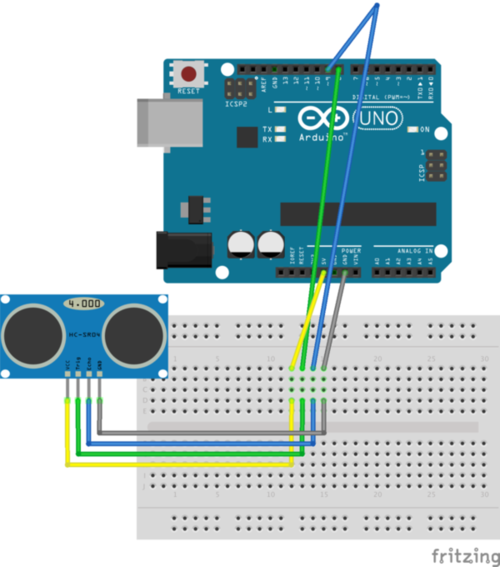 RESET
ICSP2
AREF
GND
13
12
~11
~10
~9
8
7
~6
~5
4
~3
2
TX→1
RX←0
DIGITAL (PWM=~)
L
TX
RX
Arduino™
UNO
ON
ICSP
IOREF
RESET
5V
GND
VIN
POWER
ANALOG IN
A0
A1
A2
A3
A4
A5
4.000
HC-SR04
VCC
Trig
Echo
GND
1
5
10
15
20
25
30
1
5
10
15
20
25
30
fritzing